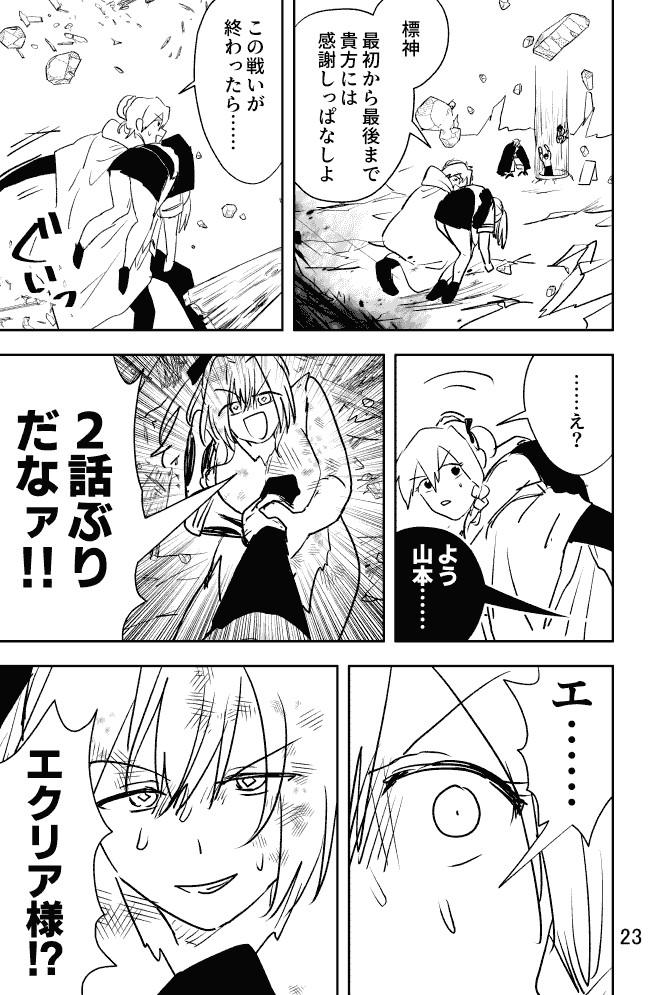 標神
最初から最後まで
貴方には
感謝しっぱなしよ
この戦いが
終わったら……
ぐいっ
……え?
よう
山本……
2話ぶり
だなァ!!
エ……
エクリア様!?
23